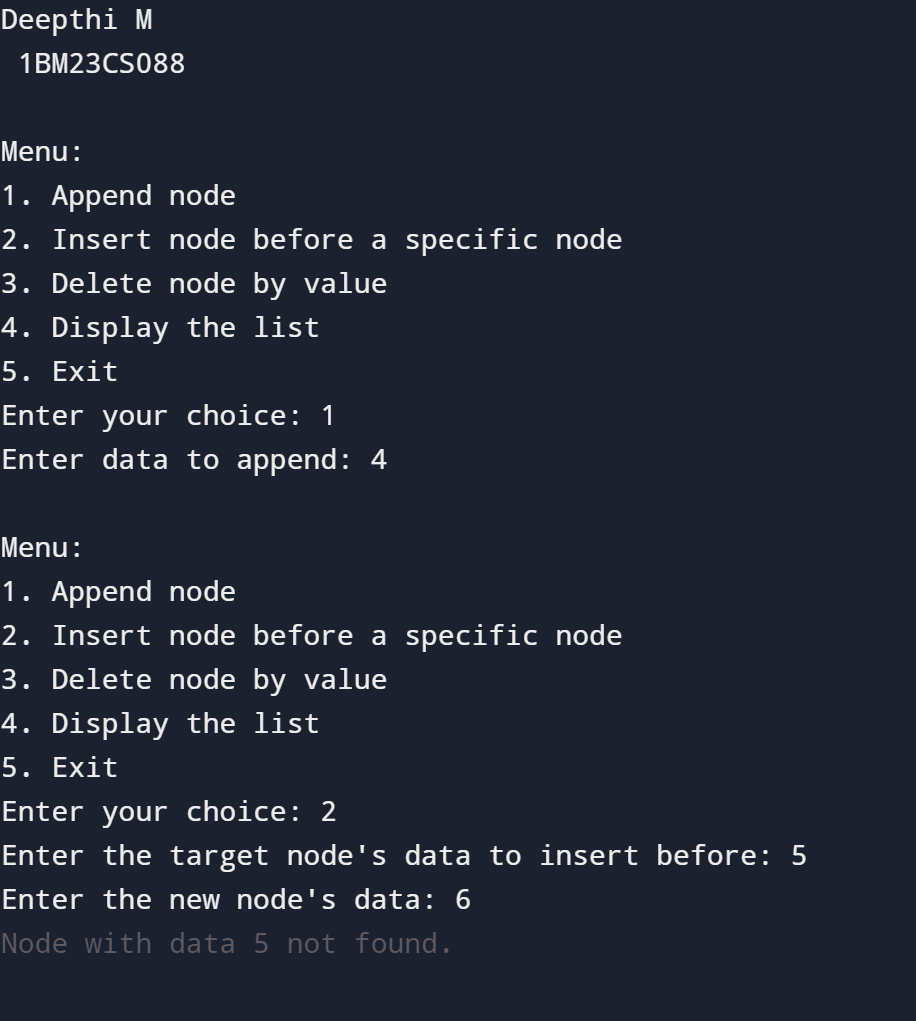 Deepthi M
1BM23CS088
Menu:
1. Append node
2. Insert node before a specific node
3. Delete node by value
4. Display the list
5. Exit
Enter your choice: 1
Enter data to append: 4
Menu:
1. Append node
2. Insert node before a specific node
3. Delete node by value
4. Display the list
5. Exit
Enter your choice: 2
Enter the target node's data to insert before: 5
Enter the new node's data: 6
Node with data 5 not found.